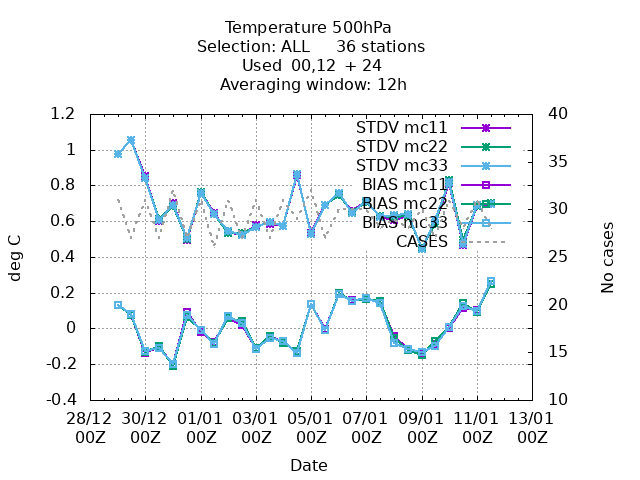 Temperature 500hPa
Selection: ALL 36 stations
Used 00,12 + 24
Averaging window: 12h
1.2
1
0.8
0.6
0.4
0.2
0
-0.2
-0.4
deg C
40
35
30
25
20
15
10
No cases
STDV mc11
STDV mc22
STDV mc33
BIAS mc11
BIAS mc22
BIAS mc33
CASES
28/12 30/12 01/01 03/01 05/01 07/01 09/01 11/01 13/01
00Z 00Z 00Z 00Z 00Z 00Z 00Z 00Z 00Z
Date